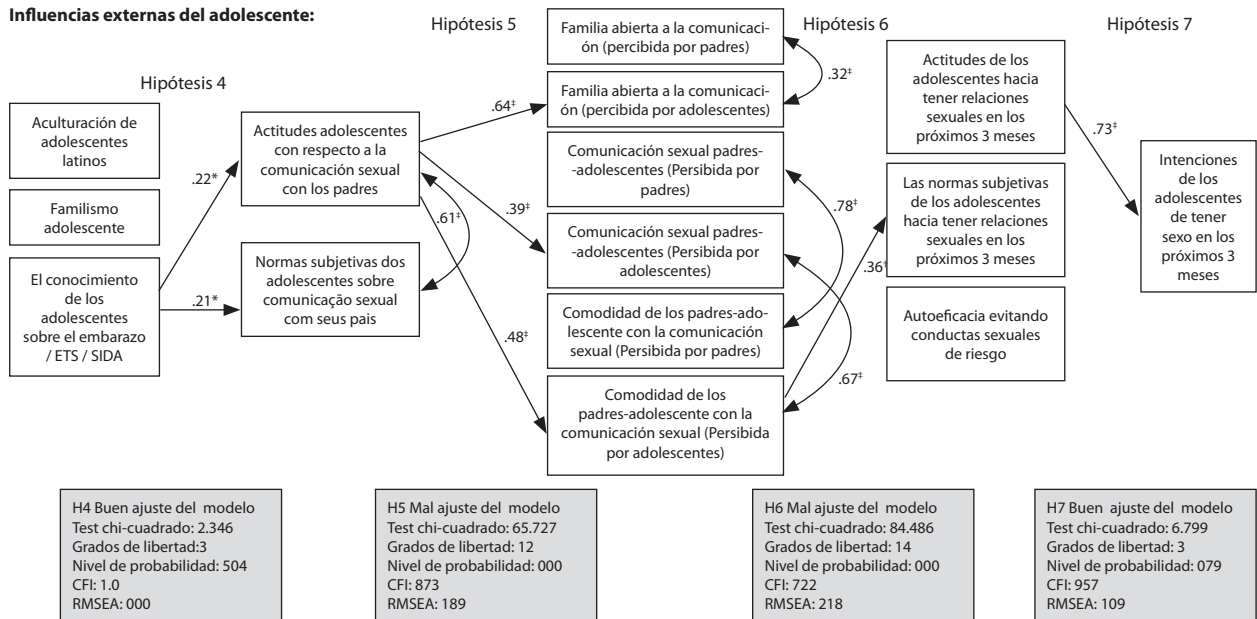 Influencias externas del adolescente:
Hipótesis 4
Aculturación de
adolescentes
latinos
Familismo
adolescente
El conocimiento
de los
adolescentes
sobre el embarazo
/ ETS / SIDA
.22*
.21*
Actitudes adolescentes
con respecto a la
comunicación sexual
con los padres
Normas subjetivas dos
adolescentes sobre
comunicação sexual
com seus pais
.61‡
Hipótesis 5
.64‡
.39‡
.48‡
Familia abierta a la comunicaci-
ón (percibida por padres)
Familia abierta a la comunicaci-
ón (percibida por adolescentes)
Comunicación sexual padres-
-adolescentes (Persibida por
padres)
Comunicación sexual padres-
-adolescentes (Persibida por
adolescentes)
Comodidad de los padres-ado-
lescente con la comunicación
sexual (Persibida por padres)
Comodidad de los
padres-adolescente con la
comunicación sexual (Persibida
por adolescentes)
.32‡
.78‡
.67‡
Hipótesis 6
.36‡
Actitudes de los
adolescentes hacia
tener relaciones
sexuales en los
próximos 3 meses
Las normas subjetivas
de los adolescentes
hacia tener relaciones
sexuales en los
próximos 3 meses
Autoeficacia evitando
conductas sexuales
de riesgo
Hipótesis 7
.73‡
Intenciones
de los
adolescentes
de tener
sexo en los
próximos 3
meses
H4 Buen ajuste del modelo
Test chi-cuadrado: 2.346
Grados de libertad:3
Nivel de probabilidad: 504
CFI: 1.0
RMSEA: 000
H5 Mal ajuste del modelo
Test chi-cuadrado: 65.727
Grados de libertad: 12
Nivel de probabilidad: 000
CFI: 873
RMSEA: 189
H6 Mal ajuste del modelo
Test chi-cuadrado: 84.486
Grados de libertad: 14
Nivel de probabilidad: 000
CFI: 722
RMSEA: 218
H7 Buen ajuste del modelo
Test chi-cuadrado: 6.799
Grados de libertad: 3
Nivel de probabilidad: 079
CFI: 957
RMSEA: 109